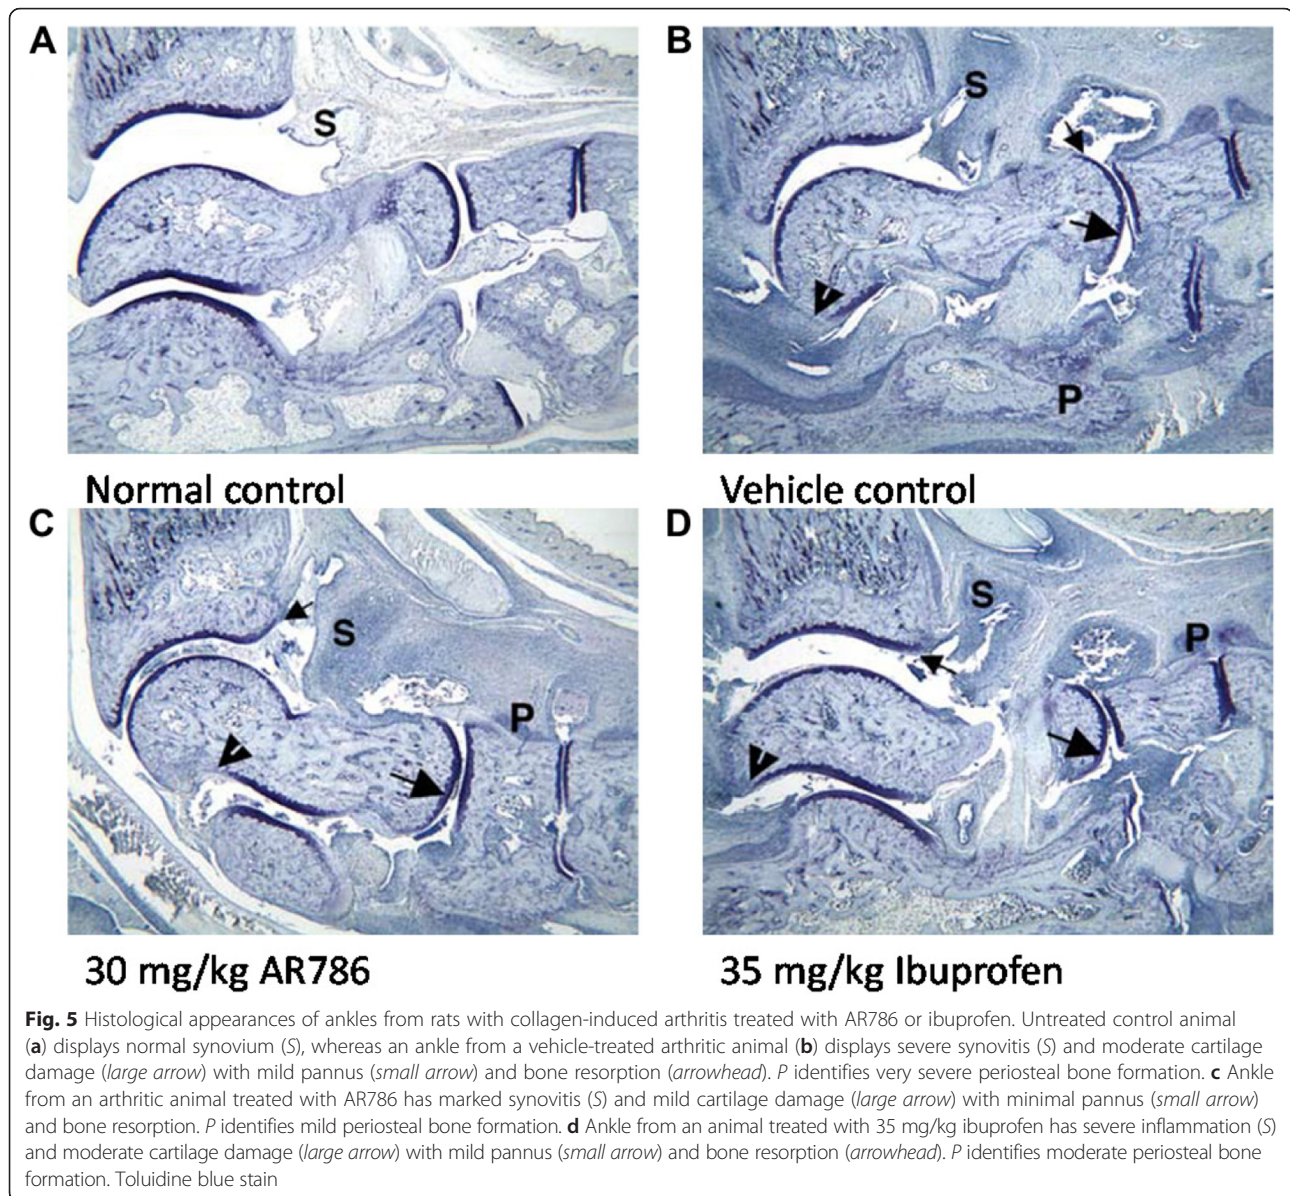 A
B
S
S
P
Normal control
Vehicle control
C
D
S
S
P
P
30 mg/kg AR786
35 mg/kg Ibuprofen
Fig. 5 Histological appearances of ankles from rats with collagen-induced arthritis treated with AR786 or ibuprofen. Untreated control animal
(a) displays normal synovium (S), whereas an ankle from a vehicle-treated arthritic animal (b) displays severe synovitis (S) and moderate cartilage
damage (large arrow) with mild pannus (small arrow) and bone resorption (arrowhead). P identifies very severe periosteal bone formation. c Ankle
from an arthritic animal treated with AR786 has marked synovitis (S) and mild cartilage damage (large arrow) with minimal pannus (small arrow)
and bone resorption. P identifies mild periosteal bone formation. d Ankle from an animal treated with 35 mg/kg ibuprofen has severe inflammation (S)
and moderate cartilage damage (large arrow) with mild pannus (small arrow) and bone resorption (arrowhead). P identifies moderate periosteal bone
formation. Toluidine blue stain